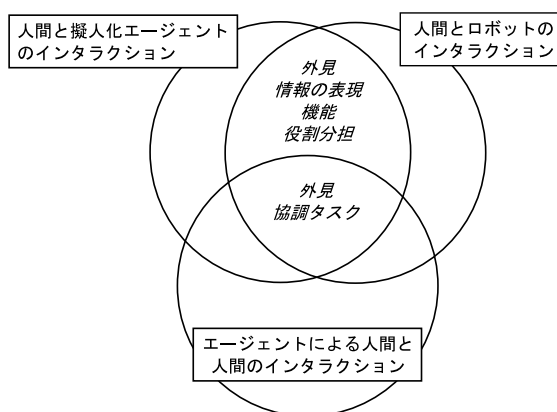 人間と擬人化エージェント
のインタラクション
人間とロボットの
インタラクション
外見
情報の表現
機能
役割分担
外見
協調タスク
エージェントによる人間と
人間のインタラクション